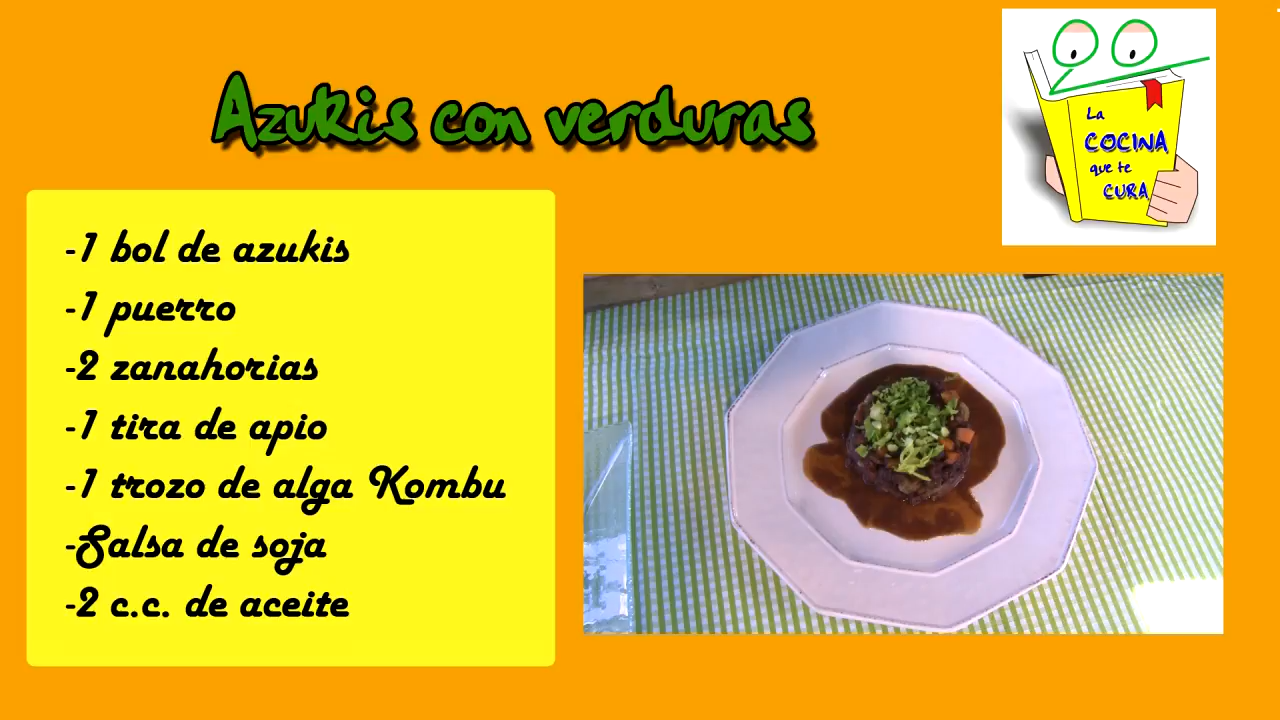 Azukis con verduras
La
COCINA
que te
CURA
-1 bol de azukis
-1 puerro
-2 zanahorias
-1 tira de apio
-1 trozo de alga Kombu
-Salsa de soja
-2 c.c. de aceite